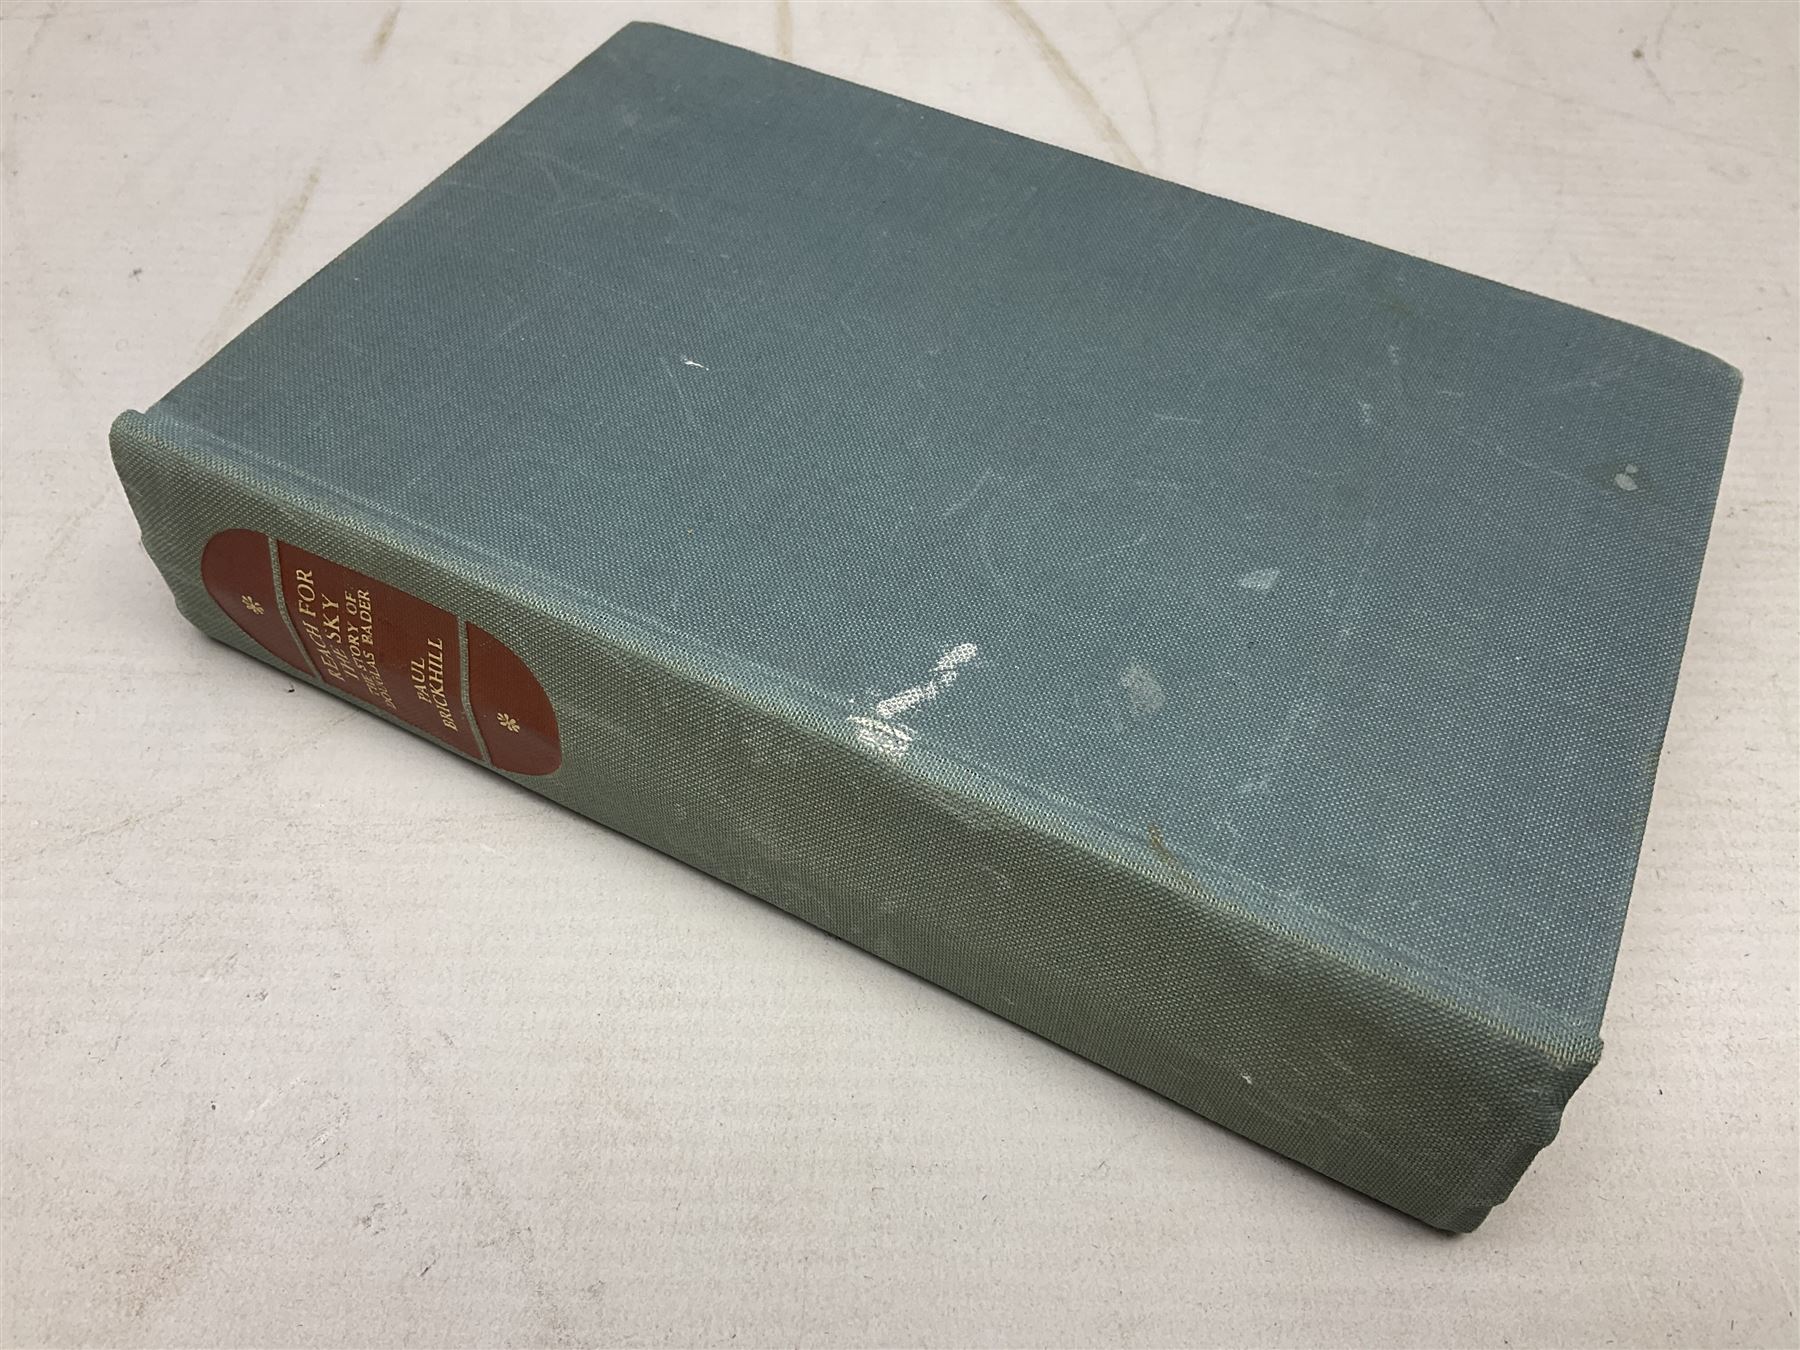 REACH FOR
THE SKY
THE STORY OF
DOUGLAS BADER
PAUL
BRICKHILL